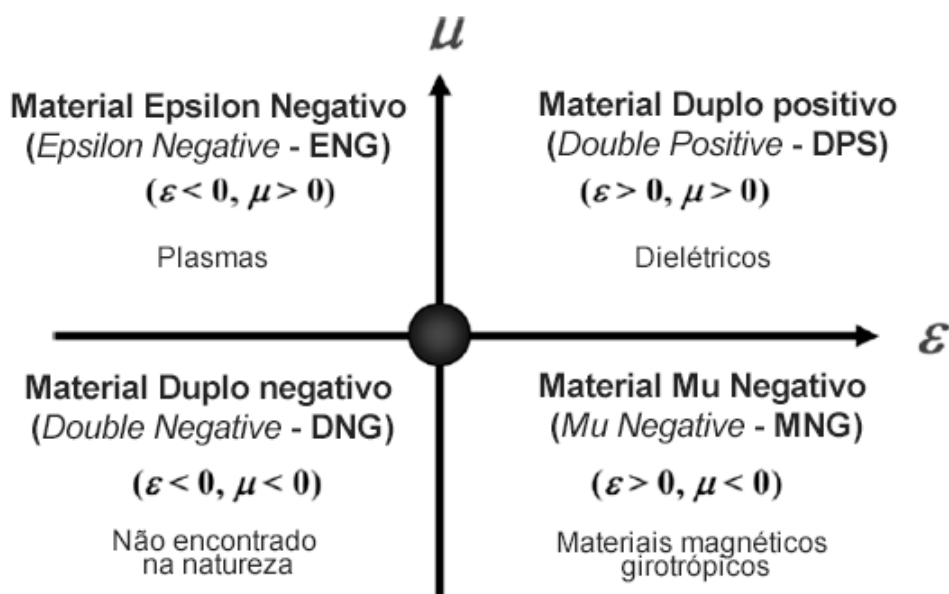 μ
Material Epsilon Negativo
(Epsilon Negative - ENG)
(ε < 0, μ > 0)
Plasmas
Material Duplo positivo
(Double Positive - DPS)
(ε > 0, μ > 0)
Dielétricos
ε
Material Duplo negativo
(Double Negative - DNG)
(ε < 0, μ < 0)
Não encontrado
na natureza
Material Mu Negativo
(Mu Negative - MNG)
(ε > 0, μ < 0)
Materiais magnéticos
girotrópicos